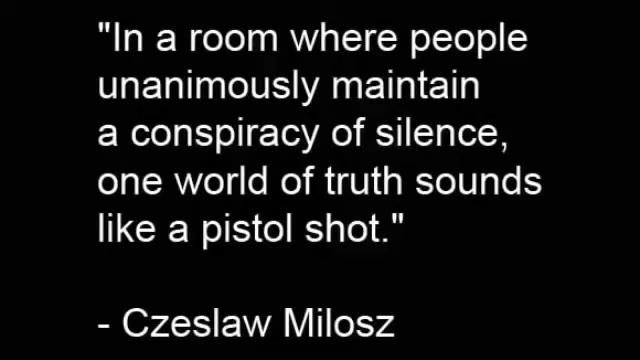 "In a room where people
unanimously maintain
a conspiracy of silence,
one world of truth sounds
like a pistol shot."
- Czeslaw Milosz